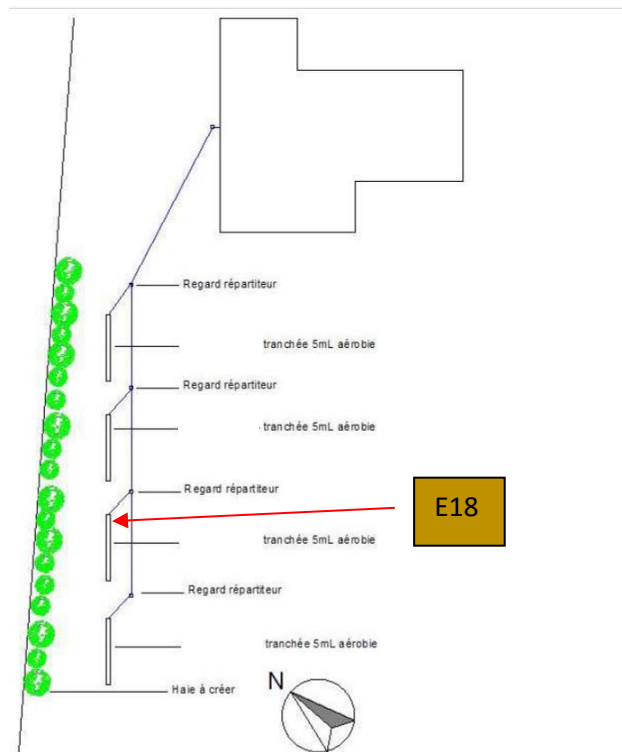 Regard répartiteur
tranchée 5mL aérobie
Regard répartiteur
tranchée 5mL aérobie
Regard répartiteur
E18
tranchée 5mL aérobie
Regard répartiteur
tranchée 5mL aérobie
N
Haie à créer